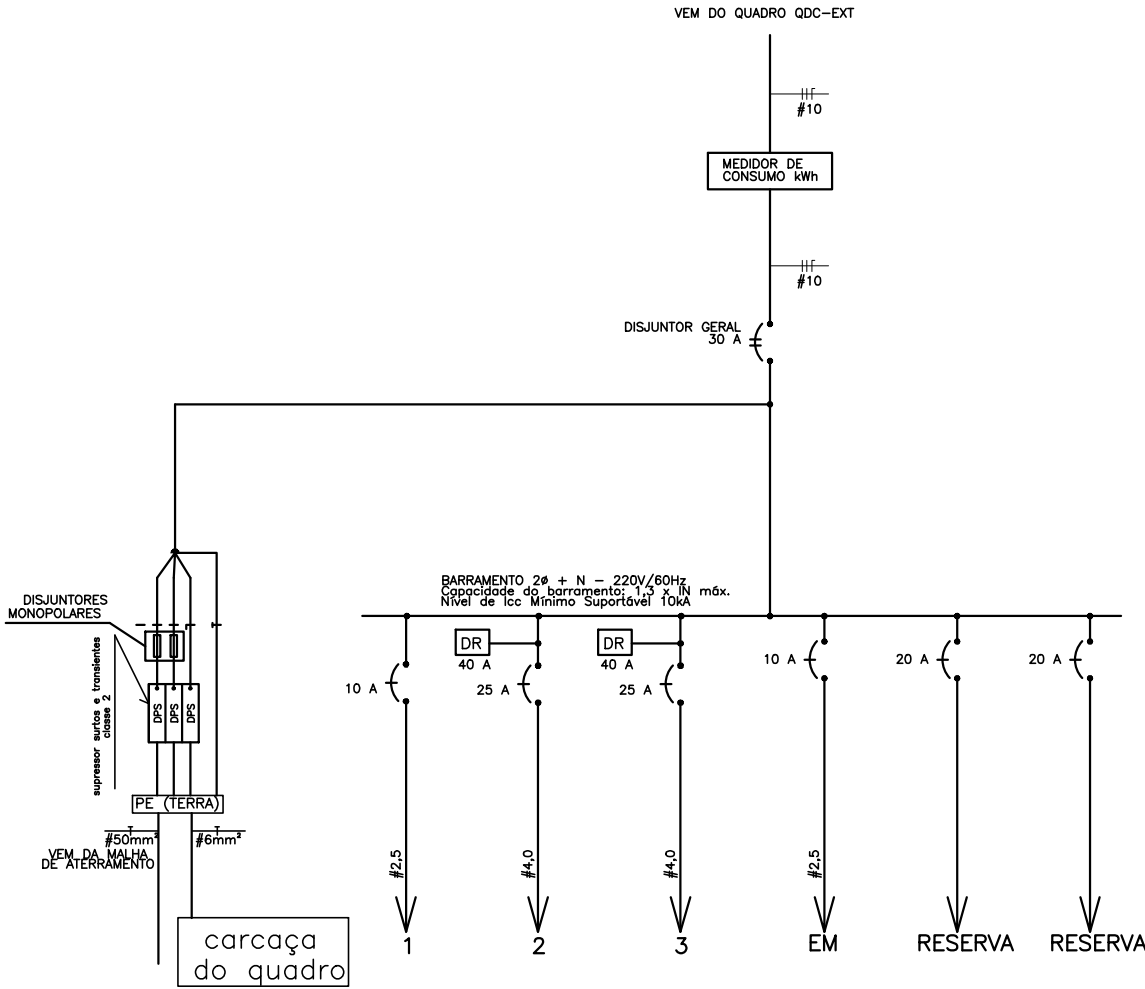 VEM DO QUADRO QDC-EXT
#10
MEDIDOR DE
CONSUMO kWh
#10
DISJUNTOR GERAL
30 A
BARRAMENTO 2ø + N - 220V/60Hz
Capacidade do barramento: 1,3 x IN máx.
Nível de Icc Mínimo Suportável 10kA
DISJUNTORES
MONOPOLARES
supressor surtos e transientes
classe 2
DPS
DPS
DPS
PE (TERRA)
#50mm²
#6mm²
VEM DA MALHA
DE ATERRAMENTO
carcaça
do quadro
10 A
DR
40 A
25 A
DR
40 A
25 A
10 A
20 A
20 A
#2,5
#4,0
#4,0
#2,5
1
2
3
EM
RESERVA
RESERVA